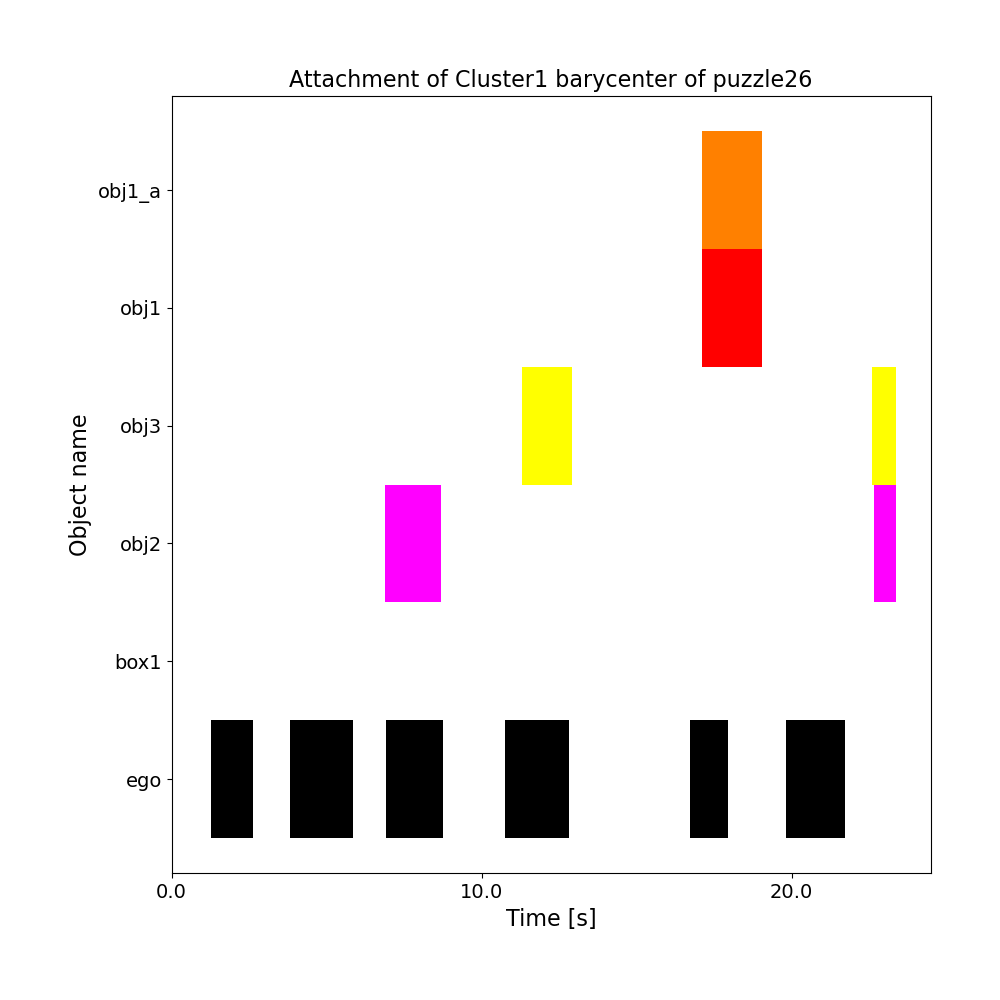 Attachment of Cluster1 barycenter of puzzle26
obj1_a
obj1
obj3
obj2
box1
ego
Object name
0.0
10.0
20.0
Time [s]